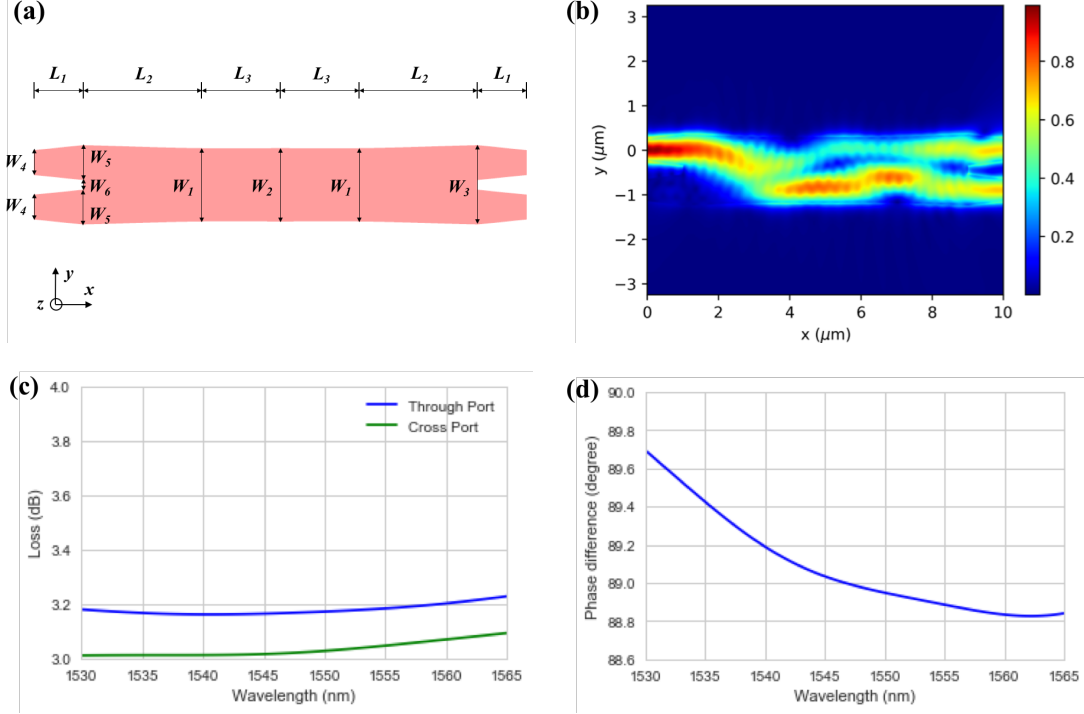 (a)
L1 L2 L3 L3 L2 L1
W4 W5 W6 W4 W5 W1 W2 W1 W3
y
z x
(b)
3
2
1
0
−1
−2
−3
y (μm)
0 2 4 6 8 10
x (μm)
0.8
0.6
0.4
0.2
(c)
4.0
3.8
3.6
3.4
3.2
3.0
Loss (dB)
Through Port
Cross Port
1530 1535 1540 1545 1550 1555 1560 1565
Wavelength (nm)
(d)
90.0
89.8
89.6
89.4
89.2
89.0
88.8
88.6
Phase difference (degree)
1530 1535 1540 1545 1550 1555 1560 1565
Wavelength (nm)